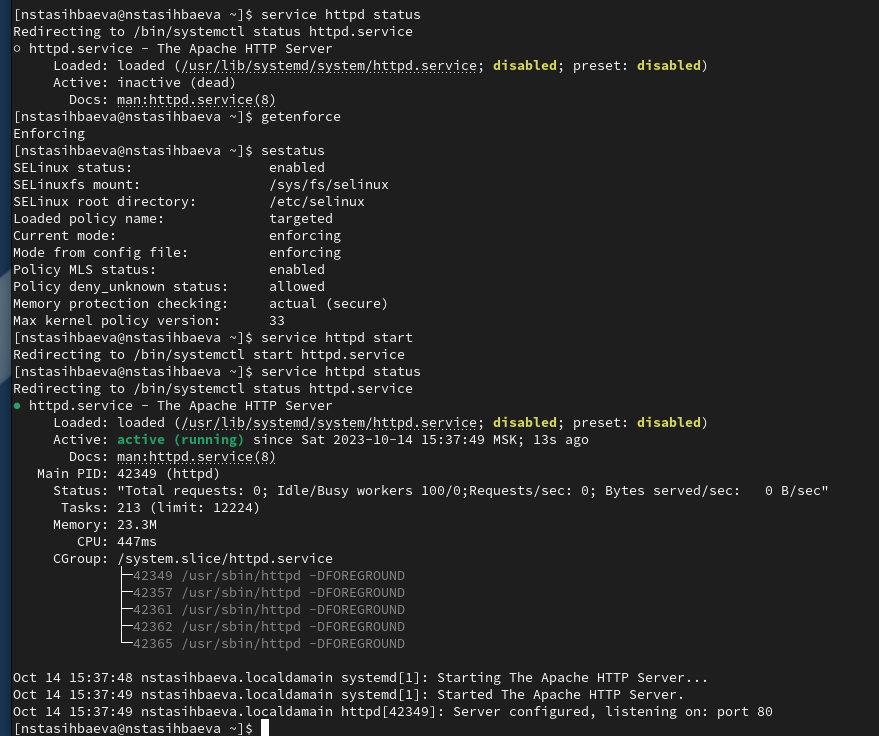 [nstasihbaeva@nstasihbaeva ~]$ service httpd status
Redirecting to /bin/systemctl status httpd.service
○ httpd.service - The Apache HTTP Server
     Loaded: loaded (/usr/lib/systemd/system/httpd.service; disabled; preset: disabled)
     Active: inactive (dead)
       Docs: man:httpd.service(8)
[nstasihbaeva@nstasihbaeva ~]$ getenforce
Enforcing
[nstasihbaeva@nstasihbaeva ~]$ sestatus
SELinux status:                 enabled
SELinuxfs mount:                /sys/fs/selinux
SELinux root directory:         /etc/selinux
Loaded policy name:             targeted
Current mode:                   enforcing
Mode from config file:          enforcing
Policy MLS status:              enabled
Policy deny_unknown status:     allowed
Memory protection checking:     actual (secure)
Max kernel policy version:      33
[nstasihbaeva@nstasihbaeva ~]$ service httpd start
Redirecting to /bin/systemctl start httpd.service
[nstasihbaeva@nstasihbaeva ~]$ service httpd status
Redirecting to /bin/systemctl status httpd.service
● httpd.service - The Apache HTTP Server
     Loaded: loaded (/usr/lib/systemd/system/httpd.service; disabled; preset: disabled)
     Active: active (running) since Sat 2023-10-14 15:37:49 MSK; 13s ago
       Docs: man:httpd.service(8)
   Main PID: 42349 (httpd)
     Status: "Total requests: 0; Idle/Busy workers 100/0;Requests/sec: 0; Bytes served/sec:   0 B/sec"
      Tasks: 213 (limit: 12224)
     Memory: 23.3M
        CPU: 447ms
     CGroup: /system.slice/httpd.service
             ├─42349 /usr/sbin/httpd -DFOREGROUND
             ├─42357 /usr/sbin/httpd -DFOREGROUND
             ├─42361 /usr/sbin/httpd -DFOREGROUND
             ├─42362 /usr/sbin/httpd -DFOREGROUND
             └─42365 /usr/sbin/httpd -DFOREGROUND
Oct 14 15:37:48 nstasihbaeva.localdamain systemd[1]: Starting The Apache HTTP Server...
Oct 14 15:37:49 nstasihbaeva.localdamain systemd[1]: Started The Apache HTTP Server.
Oct 14 15:37:49 nstasihbaeva.localdamain httpd[42349]: Server configured, listening on: port 80
[nstasihbaeva@nstasihbaeva ~]$